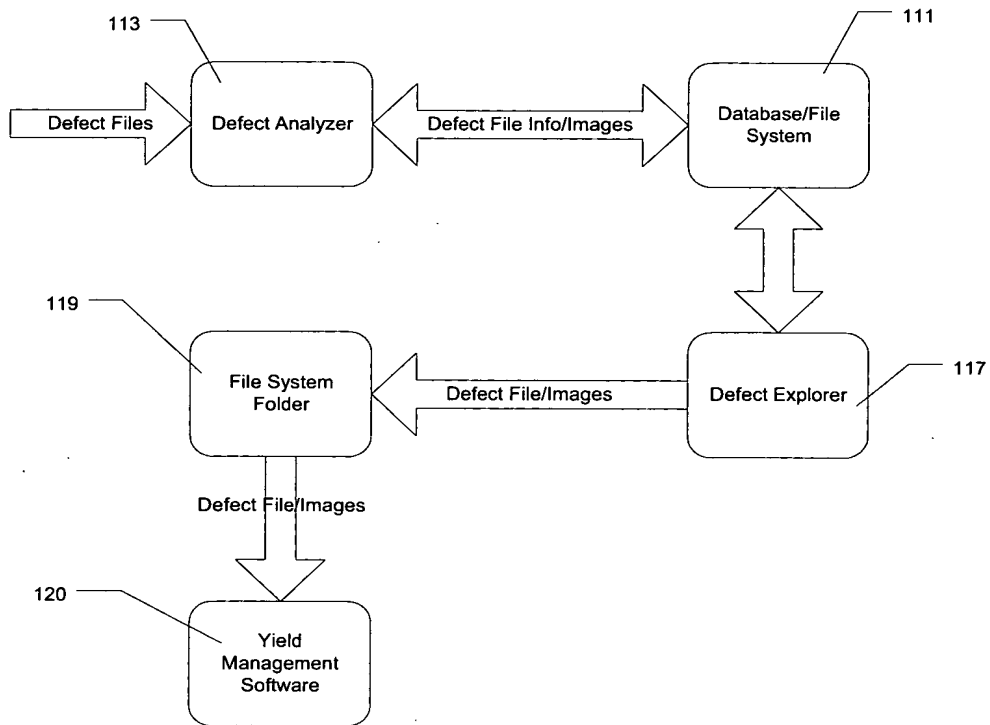 113
111
Defect Files
Defect Analyzer
Defect File Info/Images
Database/File
System
119
File System
Folder
Defect File/Images
Defect Explorer
117
Defect File/Images
120
Yield
Management
Software